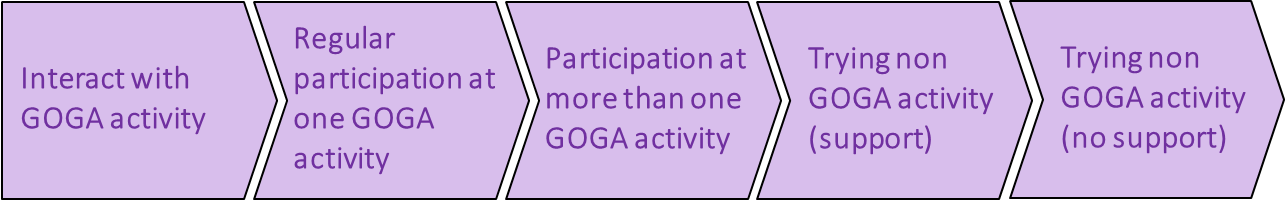 Interact with
GOGA activity
Regular
participation at
one GOGA
activity
Participation at
more than one
GOGA activity
Trying non
GOGA activity
(support)
Trying non
GOGA activity
(no support)